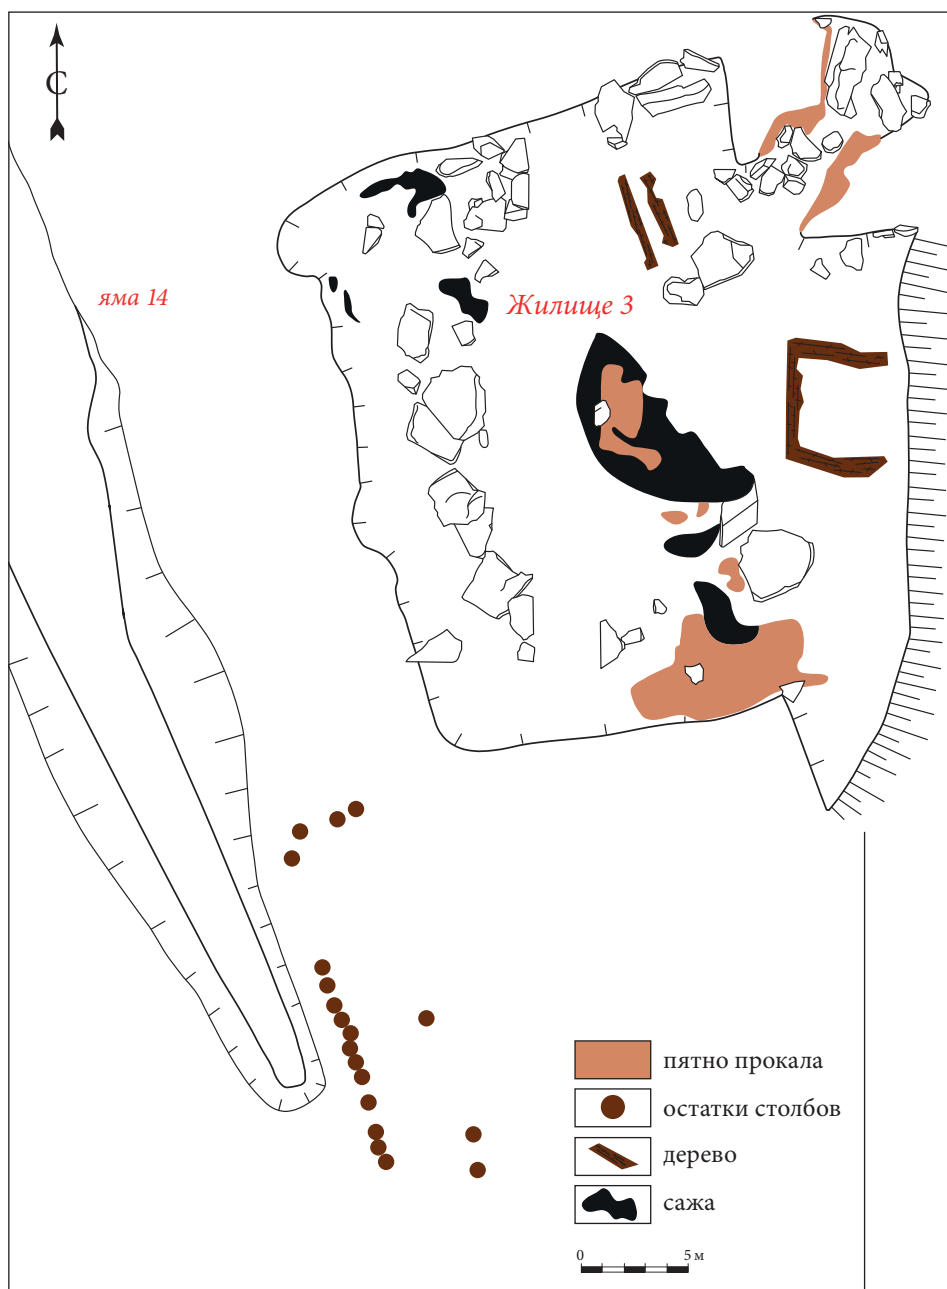 С
яма 14
Жилище 3
пятно прокала
остатки столбов
дерево
сажа
0 5 м